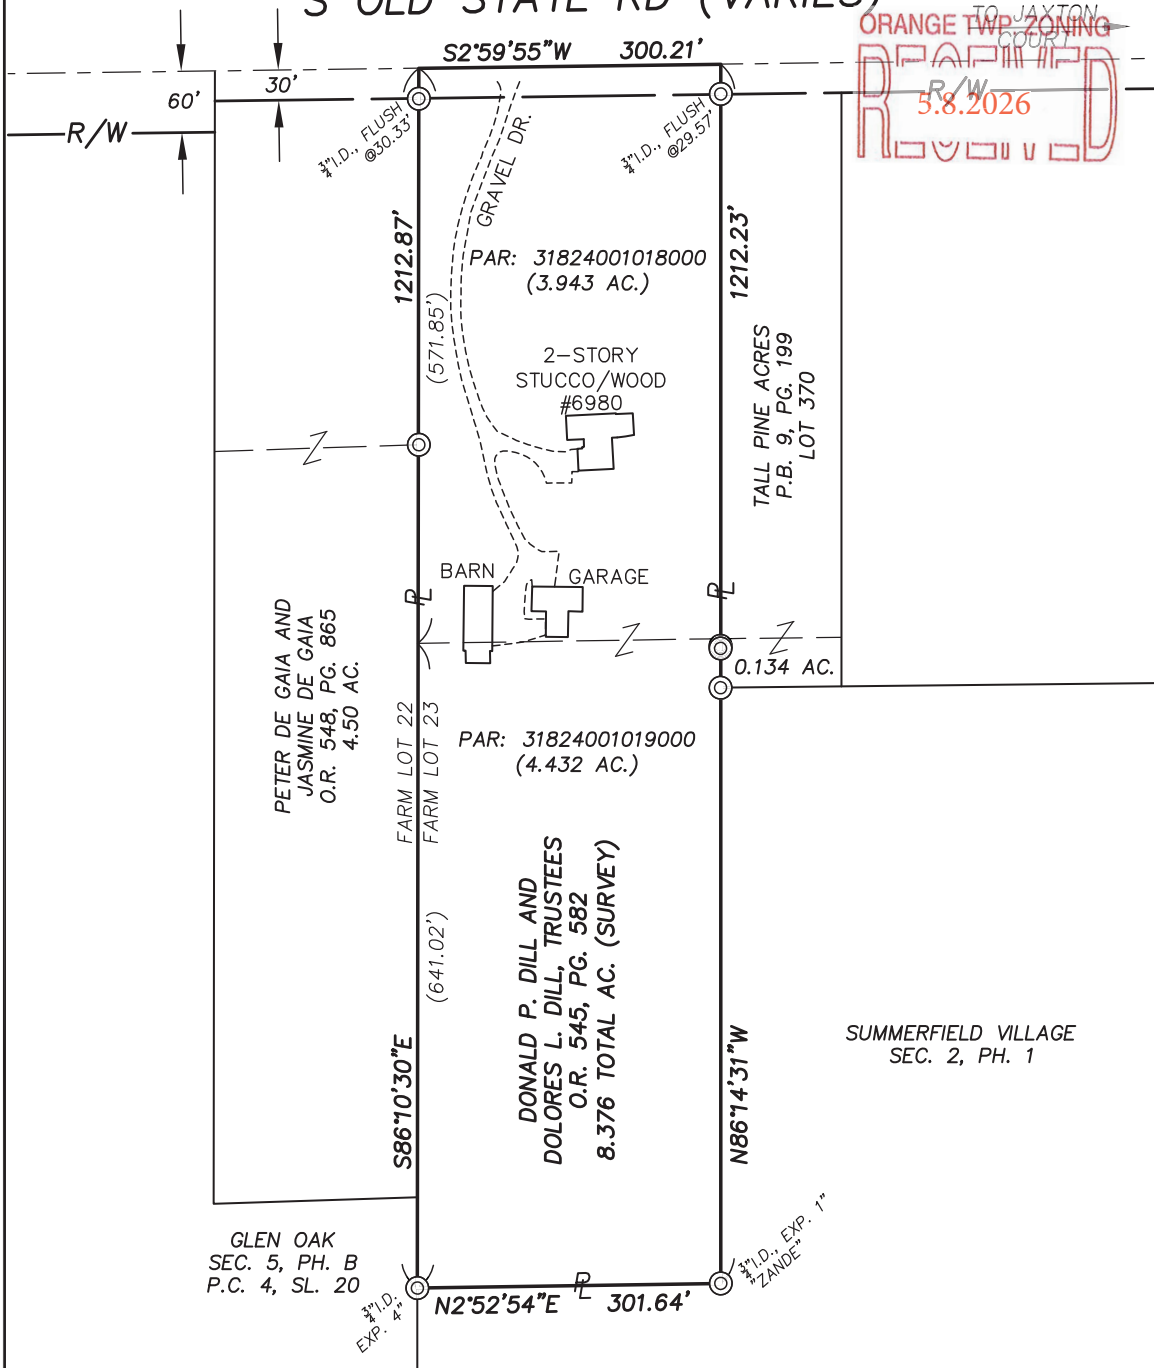 S OLD STATE RD (VARIES)
TO JAXTON
COURT
ORANGE TWP ZONING
RECEIVED
5.8.2026
S2°59'55"W 300.21'
60'
30'
R/W
R/W
3/4" I.D., FLUSH
@30.33'
3/4" I.D., FLUSH
@29.57'
GRAVEL DR.
1212.87'
1212.23'
PAR: 31824001018000
(3.943 AC.)
(571.85')
2-STORY
STUCCO/WOOD
#6980
TALL PINE ACRES
P.B. 9, PG. 199
LOT 370
BARN
GARAGE
PL
PL
0.134 AC.
PETER DE GAIA AND
JASMINE DE GAIA
O.R. 548, PG. 865
4.50 AC.
FARM LOT 22
FARM LOT 23
PAR: 31824001019000
(4.432 AC.)
(641.02')
DONALD P. DILL AND
DOLORES L. DILL, TRUSTEES
O.R. 545, PG. 582
8.376 TOTAL AC. (SURVEY)
S86°10'30"E
N86°14'31"W
SUMMERFIELD VILLAGE
SEC. 2, PH. 1
GLEN OAK
SEC. 5, PH. B
P.C. 4, SL. 20
3/4" I.D.
EXP. 4"
N2°52'54"E 301.64'
PL
3/4" I.D., EXP. 1"
"ZANDE"